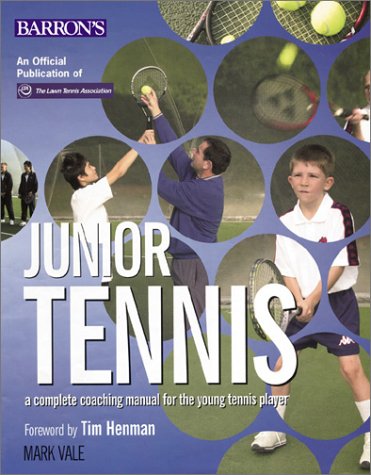 BARRON'S
An Official
Publication of
The Lawn Tennis Association
JUNIOR
TENNIS
a complete coaching manual for the young tennis player
Foreword by Tim Henman
MARK VALE